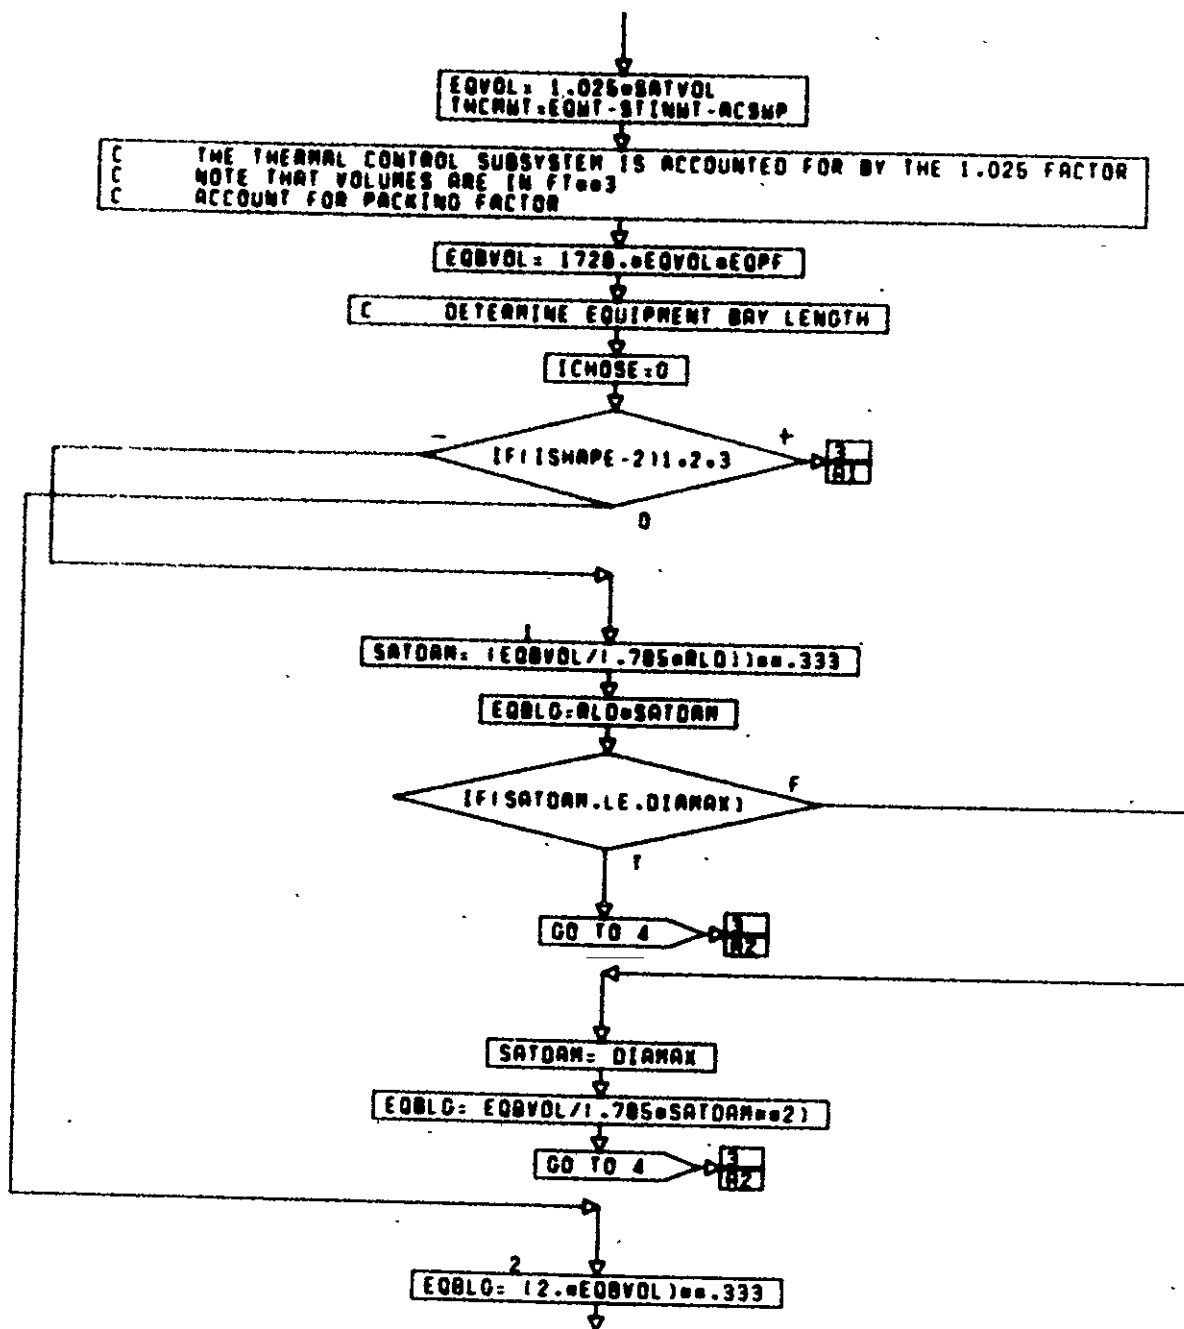 EQVOL= 1.025*SATVOL
THCMWT=EQWT-STINWT-ACSWP
C THE THERMAL CONTROL SUBSYSTEM IS ACCOUNTED FOR BY THE 1.025 FACTOR
C NOTE THAT VOLUMES ARE IN FT**3
C ACCOUNT FOR PACKING FACTOR
EQBVOL= 1728.*EQVOL*EQPF
C DETERMINE EQUIPMENT BAY LENGTH
ICHOSE=0
- +
IF(ISHAPE-2)1,2,3
3
A1
0
1
SATDAM= (EQBVOL/(.785*RLD))**.333
EQBLG=RLD*SATDAM
F
IF(SATDAM.LE.DIAMAX)
T
GO TO 4
3
A2
SATDAM= DIAMAX
EQBLG= EQBVOL/(.785*SATDAM**2)
GO TO 4
3
A2
2
EQBLG= (2.*EQBVOL)**.333